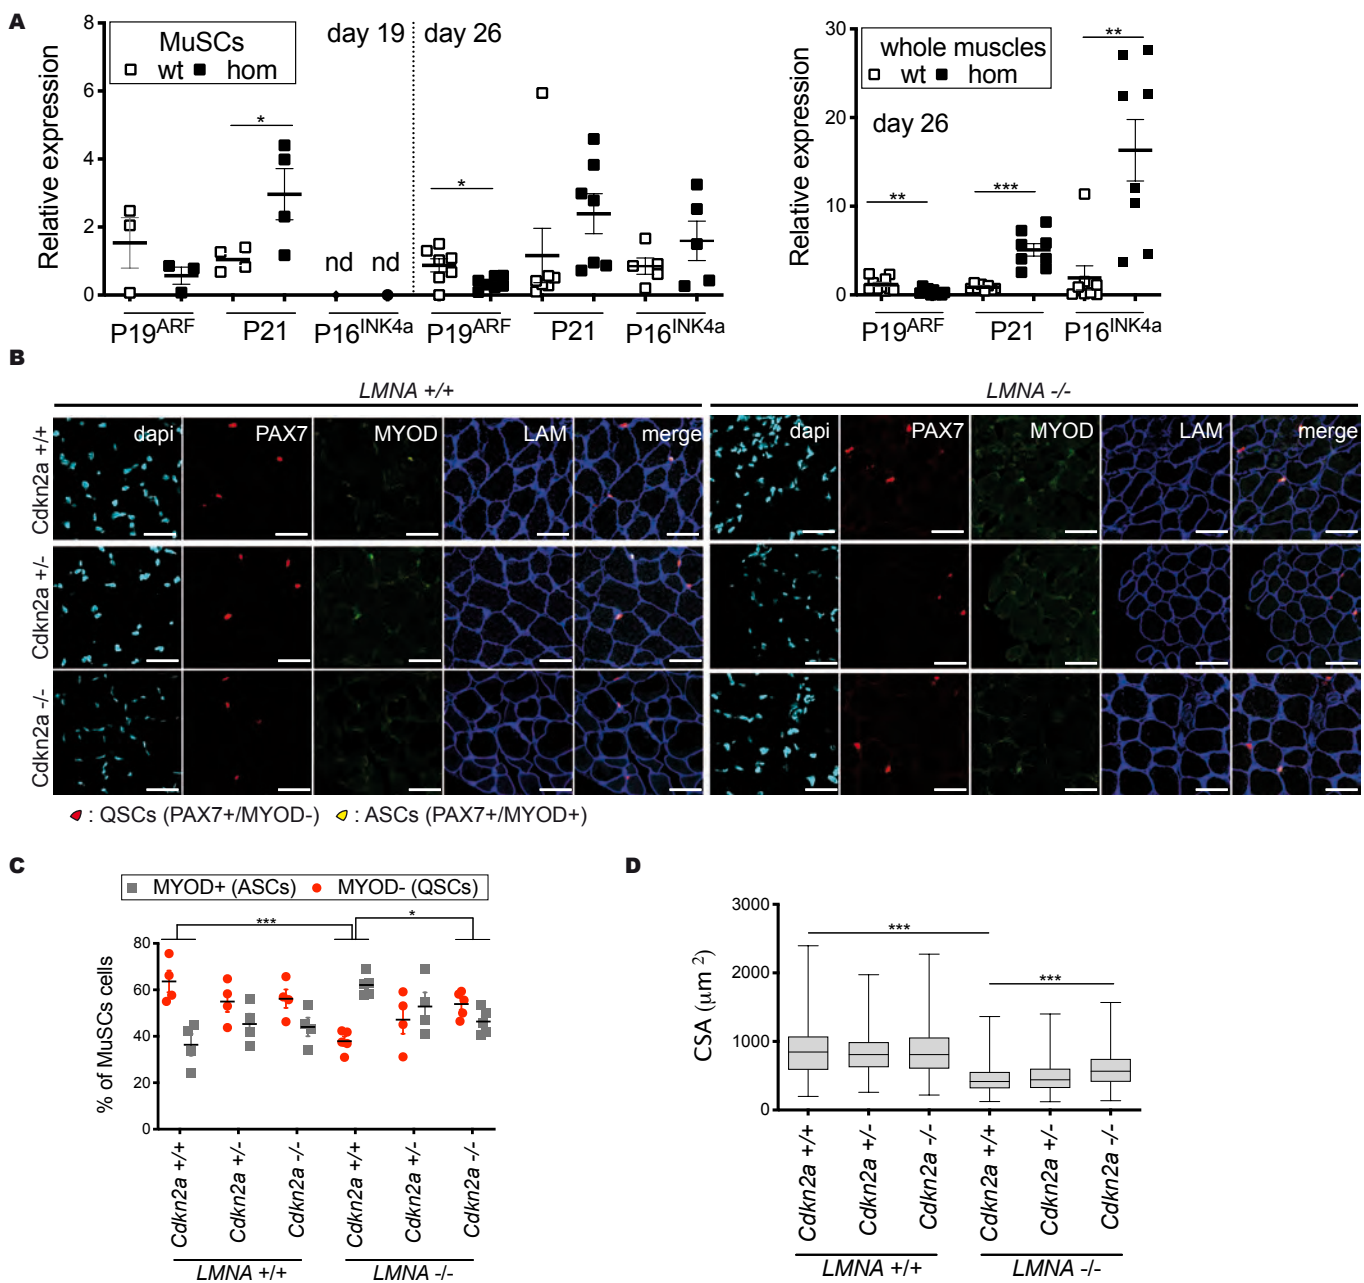 A
Relative expression
8
6
4
2
0
MuSCs
wt hom
day 19
day 26
*
*
nd nd
P19ARF
P21
P16INK4a
P19ARF
P21
P16INK4a
Relative expression
30
20
10
0
whole muscles
wt hom
day 26
**
***
**
P19ARF
P21
P16INK4a
B
LMNA +/+
LMNA -/-
dapi PAX7 MYOD LAM merge
dapi PAX7 MYOD LAM merge
Cdkn2a +/+
Cdkn2a +/-
Cdkn2a -/-
: QSCs (PAX7+/MYOD-) : ASCs (PAX7+/MYOD+)
C
MYOD+ (ASCs) MYOD- (QSCs)
***
*
% of MuSCs cells
80
60
40
20
0
Cdkn2a +/+
Cdkn2a +/-
Cdkn2a -/-
Cdkn2a +/+
Cdkn2a +/-
Cdkn2a -/-
LMNA +/+
LMNA -/-
D
CSA (µm 2)
3000
2000
1000
0
***
***
Cdkn2a +/+
Cdkn2a +/-
Cdkn2a -/-
Cdkn2a +/+
Cdkn2a +/-
Cdkn2a -/-
LMNA +/+
LMNA -/-